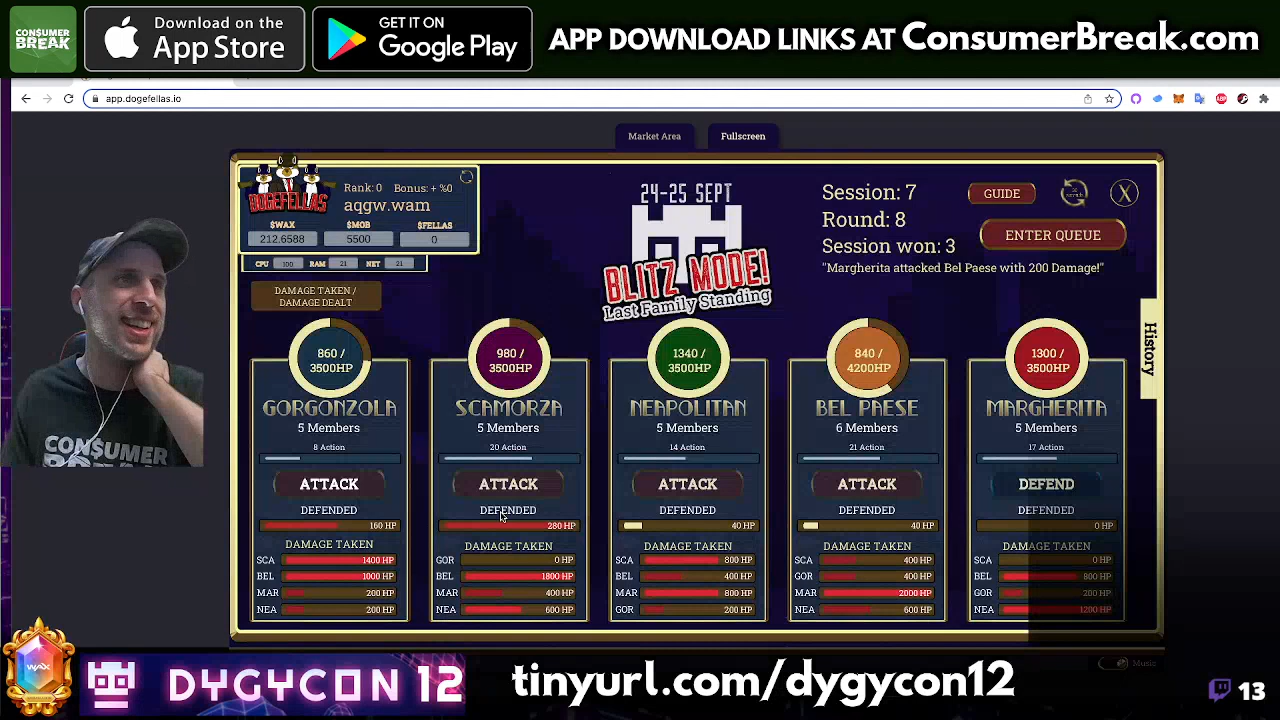 CONSUMER
BREAK
Download on the
App Store
GET IT ON
Google Play
APP DOWNLOAD LINKS AT ConsumerBreak.com
app.dogefellas.io
Market Area
Fullscreen
DOGEFELLAS
Rank: 0 Bonus: + %0
aqgw.wam
$WAX $MOB $FELLAS
212.6588 5500 0
CPU 100 RAM 21 NET 21
DAMAGE TAKEN /
DAMAGE DEALT
24-25 SEPT
BLITZ MODE!
Last Family Standing
Session: 7
Round: 8
Session won: 3
GUIDE
X
ENTER QUEUE
"Margherita attacked Bel Paese with 200 Damage!"
History
860 /
3500HP
GORGONZOLA
5 Members
8 Action
ATTACK
DEFENDED
160 HP
DAMAGE TAKEN
SCA 1400 HP
BEL 1000 HP
MAR 200 HP
NEA 200 HP
980 /
3500HP
SCAMORZA
5 Members
20 Action
ATTACK
DEFENDED
280 HP
DAMAGE TAKEN
GOR 0 HP
BEL 1800 HP
MAR 400 HP
NEA 600 HP
1340 /
3500HP
NEAPOLITAN
5 Members
14 Action
ATTACK
DEFENDED
40 HP
DAMAGE TAKEN
SCA 800 HP
BEL 400 HP
MAR 800 HP
GOR 200 HP
840 /
4200HP
BEL PAESE
6 Members
21 Action
ATTACK
DEFENDED
40 HP
DAMAGE TAKEN
SCA 400 HP
GOR 400 HP
MAR 2000 HP
NEA 600 HP
1300 /
3500HP
MARGHERITA
5 Members
17 Action
DEFEND
DEFENDED
0 HP
DAMAGE TAKEN
SCA 0 HP
BEL 800 HP
GOR 200 HP
NEA 1200 HP
CONSUMER
Music
WAX
DYGYCON 12
tinyurl.com/dygycon12
13